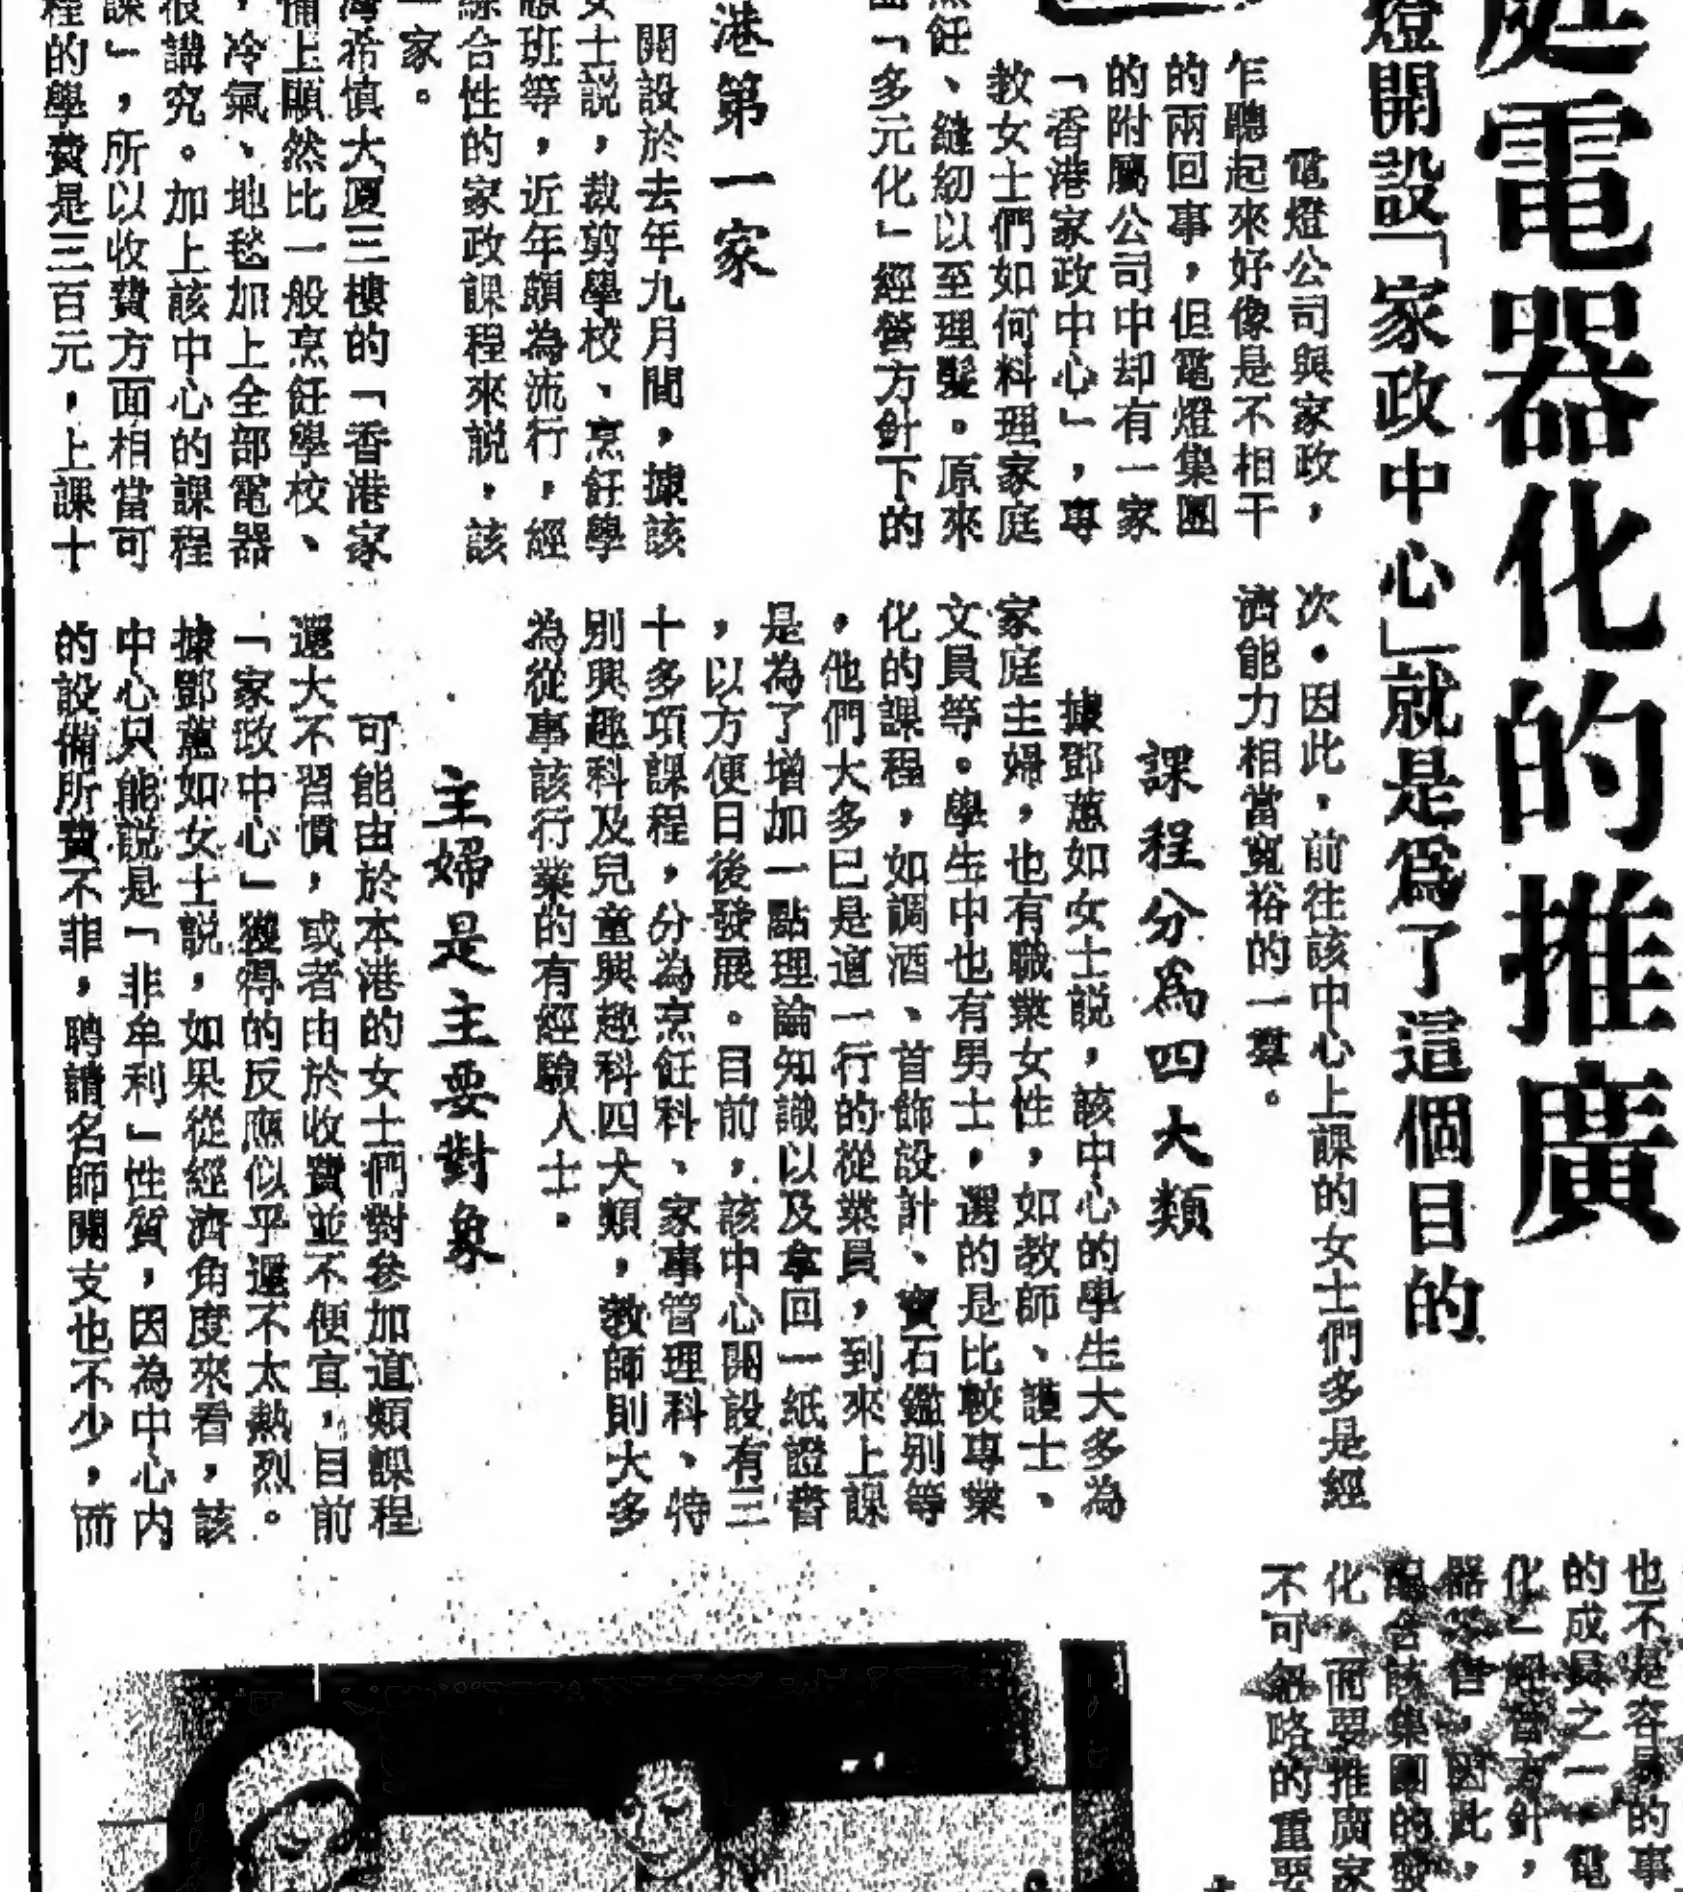 庭電器化的推廣
燈開設「家政中心」就是為了這個目的
電燈公司與家政，
乍聽起來好像是不相干
的兩回事，但電燈集團
的附屬公司中却有一家
「香港家政中心」，專
教女士們如何料理家庭
烹飪、縫紉以至理髮。原來
「多元化」經營方針下的
港第一家
開設於去年九月間，據該
女士說，裁剪學校、烹飪學
班等，近年頗為流行，經
綜合性的家政課程來說，該
一家。
灣希慎大厦三樓的「香港家
備上顯然比一般烹飪學校、
，冷氣、地毯加上全部電器
很講究。加上該中心的課程
課」，所以收費方面相當可
程的學費是三百元，上課十
次。因此，前往該中心上課的女士們多是經
濟能力相當寬裕的一羣。
課程分爲四大類
據鄧蕙如女士說，該中心的學生大多為
家庭主婦，也有職業女性，如教師、護士、
文員等。學生中也有男士，選的是比較專業
化的課程，如調酒、首飾設計、寶石鑑別等
，他們大多已是這一行的從業員，到來上課
是為了增加一點理論知識以及拿回一紙證書
，以方便日後發展。目前，該中心開設有三
十多項課程，分為烹飪科、家事管理科、特
別興趣科及兒童興趣科四大類，教師則大多
為從事該行業的有經驗人士。
主婦是主要對象
可能由於本港的女士們對參加這類課程
還大不習慣，或者由於收費並不便宜，目前
「家政中心」獲得的反應似乎還不太熱烈。
據鄧蕙如女士說，如果從經濟角度來看，該
中心只能說是「非牟利」性質，因為中心內
的設備所費不菲，聘請名師開支也不少，而
也不是容易的事
的成員之一，電
化」經營方針，
器不售，因此，
配合該集團的發
化，而要推廣家
不可忽略的重要